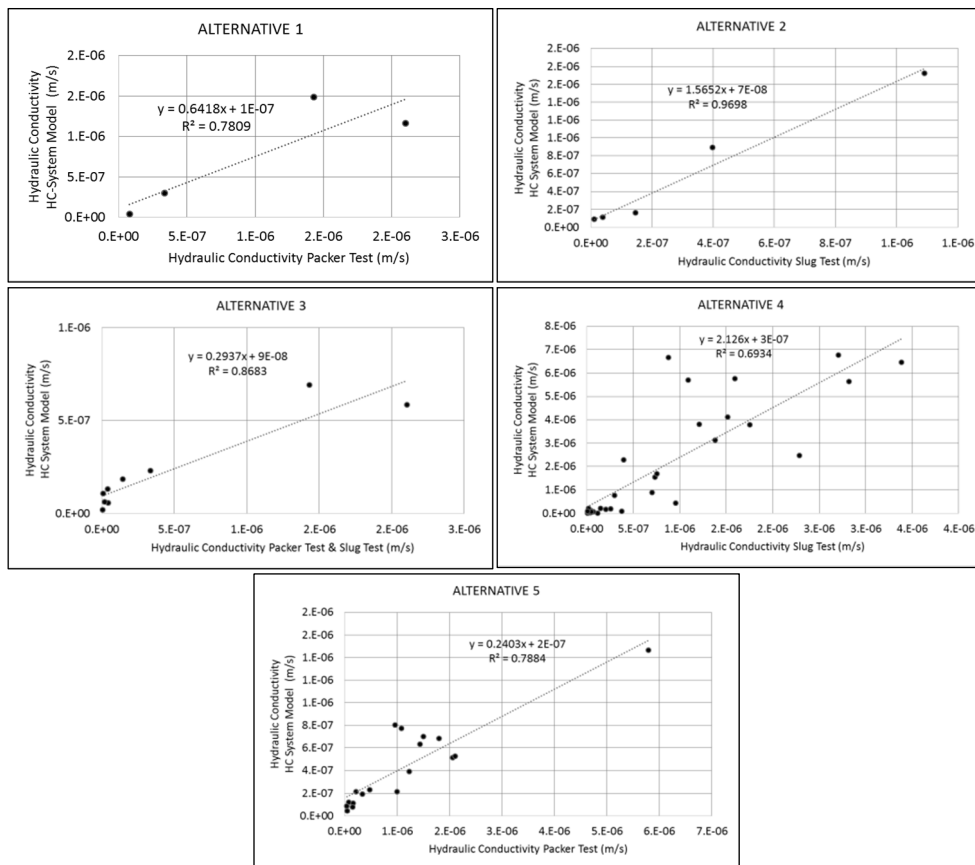 ALTERNATIVE 1
Hydraulic Conductivity
HC-System Model (m/s)
2.E-06
2.E-06
1.E-06
5.E-07
0.E+00
y = 0.6418x + 1E-07
R² = 0.7809
0.E+00
5.E-07
1.E-06
2.E-06
2.E-06
3.E-06
Hydraulic Conductivity Packer Test (m/s)
ALTERNATIVE 2
Hydraulic Conductivity
HC System Model (m/s)
2.E-06
2.E-06
1.E-06
1.E-06
1.E-06
8.E-07
6.E-07
4.E-07
2.E-07
0.E+00
y = 1.5652x + 7E-08
R² = 0.9698
0.E+00
2.E-07
4.E-07
6.E-07
8.E-07
1.E-06
1.E-06
Hydraulic Conductivity Slug Test (m/s)
ALTERNATIVE 3
Hydraulic Conductivity
HC System Model (m/s)
1.E-06
5.E-07
0.E+00
y = 0.2937x + 9E-08
R² = 0.8683
0.E+00
5.E-07
1.E-06
2.E-06
2.E-06
3.E-06
Hydraulic Conductivity Packer Test & Slug Test (m/s)
ALTERNATIVE 4
Hydraulic Conductivity
HC System Model (m/s)
8.E-06
7.E-06
6.E-06
5.E-06
4.E-06
3.E-06
2.E-06
1.E-06
0.E+00
y = 2.126x + 3E-07
R² = 0.6934
0.E+00
5.E-07
1.E-06
2.E-06
2.E-06
3.E-06
3.E-06
4.E-06
4.E-06
Hydraulic Conductivity Slug Test (m/s)
ALTERNATIVE 5
Hydraulic Conductivity
HC System Model (m/s)
2.E-06
2.E-06
1.E-06
1.E-06
8.E-07
6.E-07
4.E-07
2.E-07
0.E+00
y = 0.2403x + 2E-07
R² = 0.7884
0.E+00
1.E-06
2.E-06
3.E-06
4.E-06
5.E-06
6.E-06
7.E-06
Hydraulic Conductivity Packer Test (m/s)